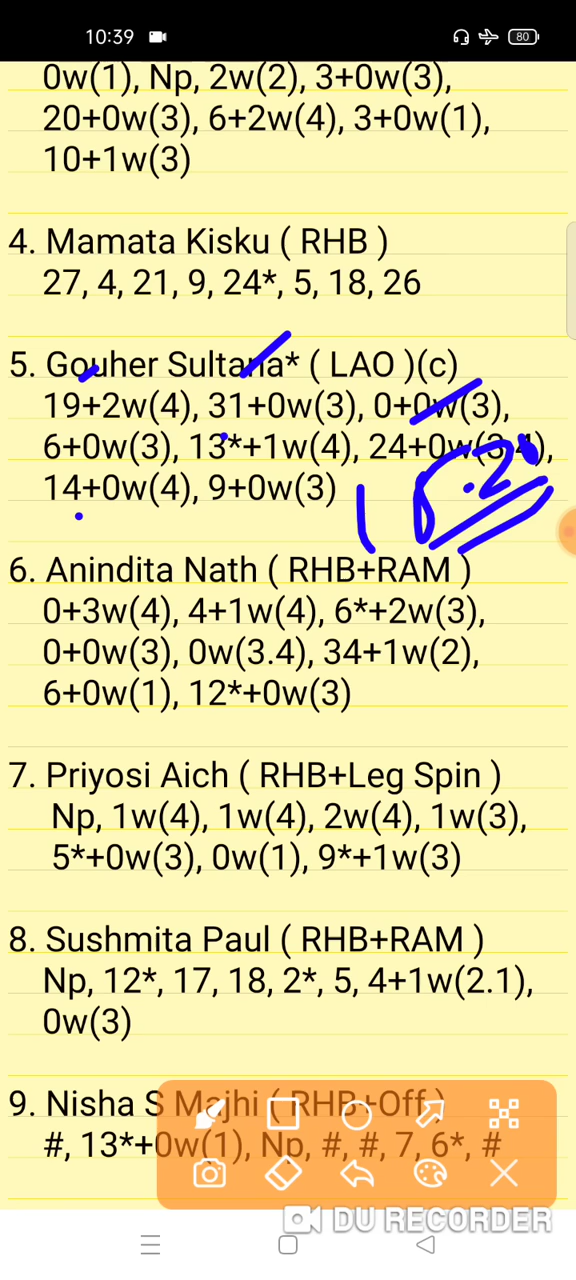 10:39
80
0w(1), Np, 2w(2), 3+0w(3),
20+0w(3), 6+2w(4), 3+0w(1),
10+1w(3)
4. Mamata Kisku ( RHB )
27, 4, 21, 9, 24*, 5, 18, 26
5. Gouher Sultana* ( LAO )(c)
19+2w(4), 31+0w(3), 0+0w(3),
6+0w(3), 13*+1w(4), 24+0w(3.4),
14+0w(4), 9+0w(3)
6. Anindita Nath ( RHB+RAM )
0+3w(4), 4+1w(4), 6*+2w(3),
0+0w(3), 0w(3.4), 34+1w(2),
6+0w(1), 12*+0w(3)
7. Priyosi Aich ( RHB+Leg Spin )
Np, 1w(4), 1w(4), 2w(4), 1w(3),
5*+0w(3), 0w(1), 9*+1w(3)
8. Sushmita Paul ( RHB+RAM )
Np, 12*, 17, 18, 2*, 5, 4+1w(2.1),
0w(3)
9. Nisha S Majhi ( RHB+Off )
#, 13*+0w(1), Np, #, #, 7, 6*, #
DU RECORDER